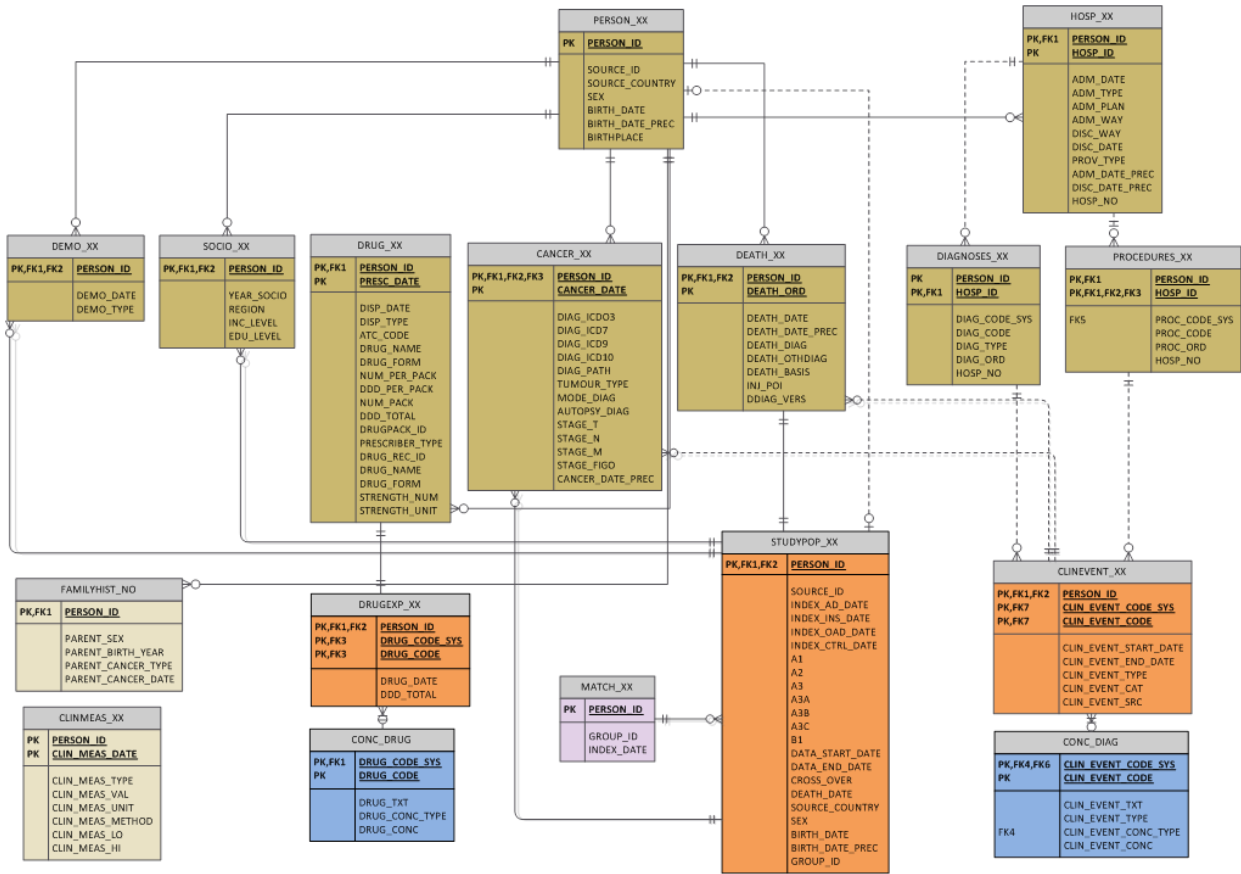 PERSON_XX
PK PERSON_ID
SOURCE_ID
SOURCE_COUNTRY
SEX
BIRTH_DATE
BIRTH_DATE_PREC
BIRTHPLACE
HOSP_XX
PK,FK1 PERSON_ID
PK HOSP_ID
ADM_DATE
ADM_TYPE
ADM_PLAN
ADM_WAY
DISC_WAY
DISC_DATE
PROV_TYPE
ADM_DATE_PREC
DISC_DATE_PREC
HOSP_NO
DEMO_XX
PK,FK1,FK2 PERSON_ID
DEMO_DATE
DEMO_TYPE
SOCIO_XX
PK,FK1,FK2 PERSON_ID
YEAR_SOCIO
REGION
INC_LEVEL
EDU_LEVEL
DRUG_XX
PK,FK1 PERSON_ID
PK PRESC_DATE
DISP_DATE
DISP_TYPE
ATC_CODE
DRUG_NAME
DRUG_FORM
NUM_PER_PACK
DDD_PER_PACK
NUM_PACK
DDD_TOTAL
DRUGPACK_ID
PRESCRIBER_TYPE
DRUG_REC_ID
DRUG_NAME
DRUG_FORM
STRENGTH_NUM
STRENGTH_UNIT
CANCER_XX
PK,FK1,FK2,FK3 PERSON_ID
PK CANCER_DATE
DIAG_ICDO3
DIAG_ICD7
DIAG_ICD9
DIAG_ICD10
DIAG_PATH
TUMOUR_TYPE
MODE_DIAG
AUTOPSY_DIAG
STAGE_T
STAGE_N
STAGE_M
STAGE_FIGO
CANCER_DATE_PREC
DEATH_XX
PK,FK1,FK2 PERSON_ID
PK DEATH_ORD
DEATH_DATE
DEATH_DATE_PREC
DEATH_DIAG
DEATH_OTHDIAG
DEATH_BASIS
INJ_POI
DDIAG_VERS
DIAGNOSES_XX
PK PERSON_ID
PK,FK1 HOSP_ID
DIAG_CODE_SYS
DIAG_CODE
DIAG_TYPE
DIAG_ORD
HOSP_NO
PROCEDURES_XX
PK,FK1 PERSON_ID
PK,FK1,FK2,FK3 HOSP_ID
FK5 PROC_CODE_SYS
PROC_CODE
PROC_ORD
HOSP_NO
FAMILYHIST_NO
PK,FK1 PERSON_ID
PARENT_SEX
PARENT_BIRTH_YEAR
PARENT_CANCER_TYPE
PARENT_CANCER_DATE
DRUGEXP_XX
PK,FK1,FK2 PERSON_ID
PK,FK3 DRUG_CODE_SYS
PK,FK3 DRUG_CODE
DRUG_DATE
DDD_TOTAL
MATCH_XX
PK PERSON_ID
GROUP_ID
INDEX_DATE
STUDYPOP_XX
PK,FK1,FK2 PERSON_ID
SOURCE_ID
INDEX_AD_DATE
INDEX_INS_DATE
INDEX_OAD_DATE
INDEX_CTRL_DATE
A1
A2
A3
A3A
A3B
A3C
B1
DATA_START_DATE
DATA_END_DATE
CROSS_OVER
DEATH_DATE
SOURCE_COUNTRY
SEX
BIRTH_DATE
BIRTH_DATE_PREC
GROUP_ID
CLINEVENT_XX
PK,FK1,FK2 PERSON_ID
PK,FK7 CLIN_EVENT_CODE_SYS
PK,FK7 CLIN_EVENT_CODE
CLIN_EVENT_START_DATE
CLIN_EVENT_END_DATE
CLIN_EVENT_TYPE
CLIN_EVENT_CAT
CLIN_EVENT_SRC
CLINMEAS_XX
PK PERSON_ID
PK CLIN_MEAS_DATE
CLIN_MEAS_TYPE
CLIN_MEAS_VAL
CLIN_MEAS_UNIT
CLIN_MEAS_METHOD
CLIN_MEAS_LO
CLIN_MEAS_HI
CONC_DRUG
PK,FK1 DRUG_CODE_SYS
PK DRUG_CODE
DRUG_TXT
DRUG_CONC_TYPE
DRUG_CONC
CONC_DIAG
PK,FK4,FK6 CLIN_EVENT_CODE_SYS
PK CLIN_EVENT_CODE
CLIN_EVENT_TXT
CLIN_EVENT_TYPE
FK4 CLIN_EVENT_CONC_TYPE
CLIN_EVENT_CONC